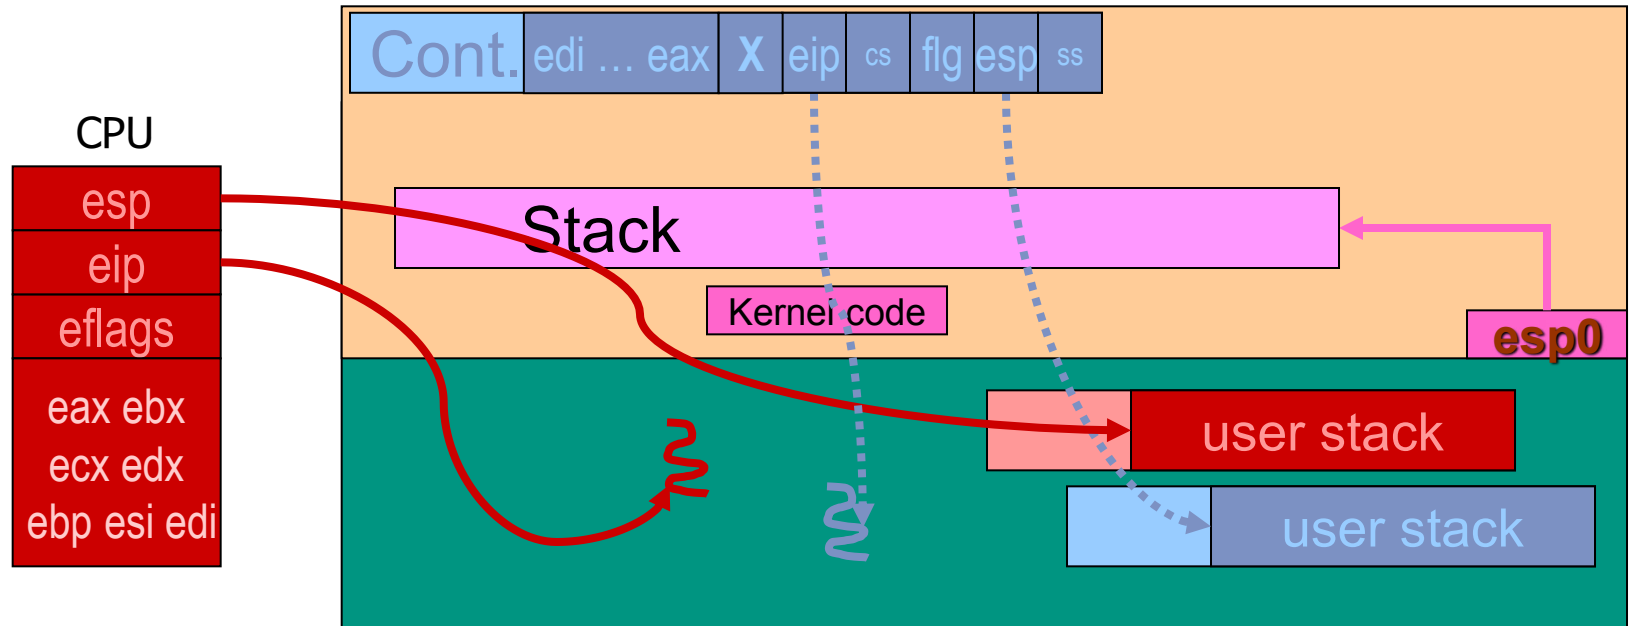 Cont. edi ... eax X eip cs flg esp ss
CPU
esp
eip
eflags
eax ebx
ecx edx
ebp esi edi
Stack
Kernel code
esp0
user stack
user stack